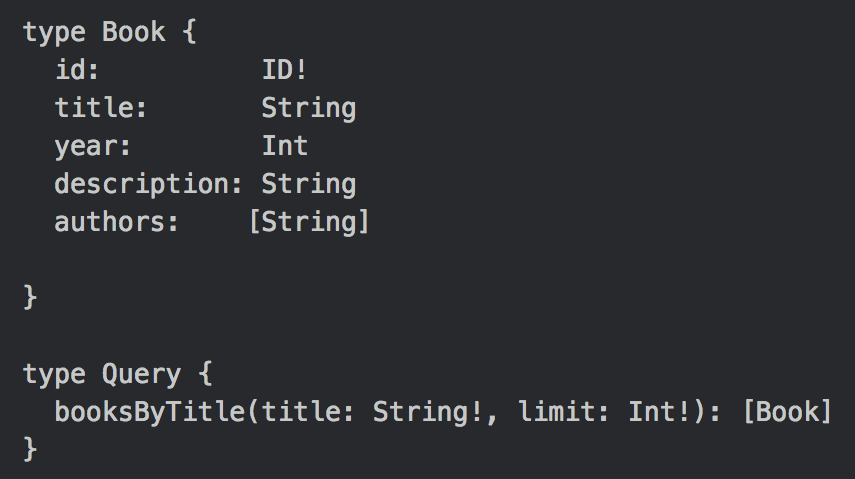 type Book {
  id:          ID!
  title:       String
  year:        Int
  description: String
  authors:    [String]

}

type Query {
  booksByTitle(title: String!, limit: Int!): [Book]
}